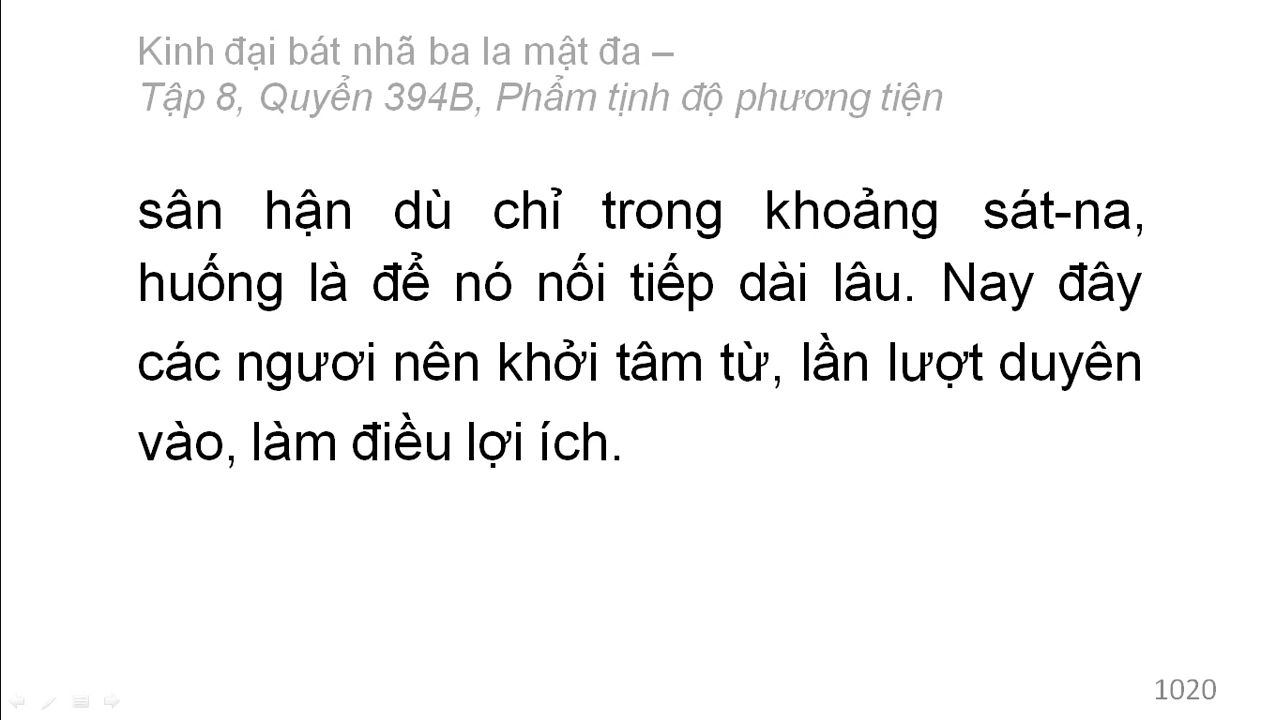 Kinh đại bát nhã ba la mật đa –
Tập 8, Quyển 394B, Phẩm tịnh độ phương tiện
sân hận dù chỉ trong khoảng sát-na,
huống là để nó nối tiếp dài lâu. Nay đây
các ngươi nên khởi tâm từ, lần lượt duyên
vào, làm điều lợi ích.
1020